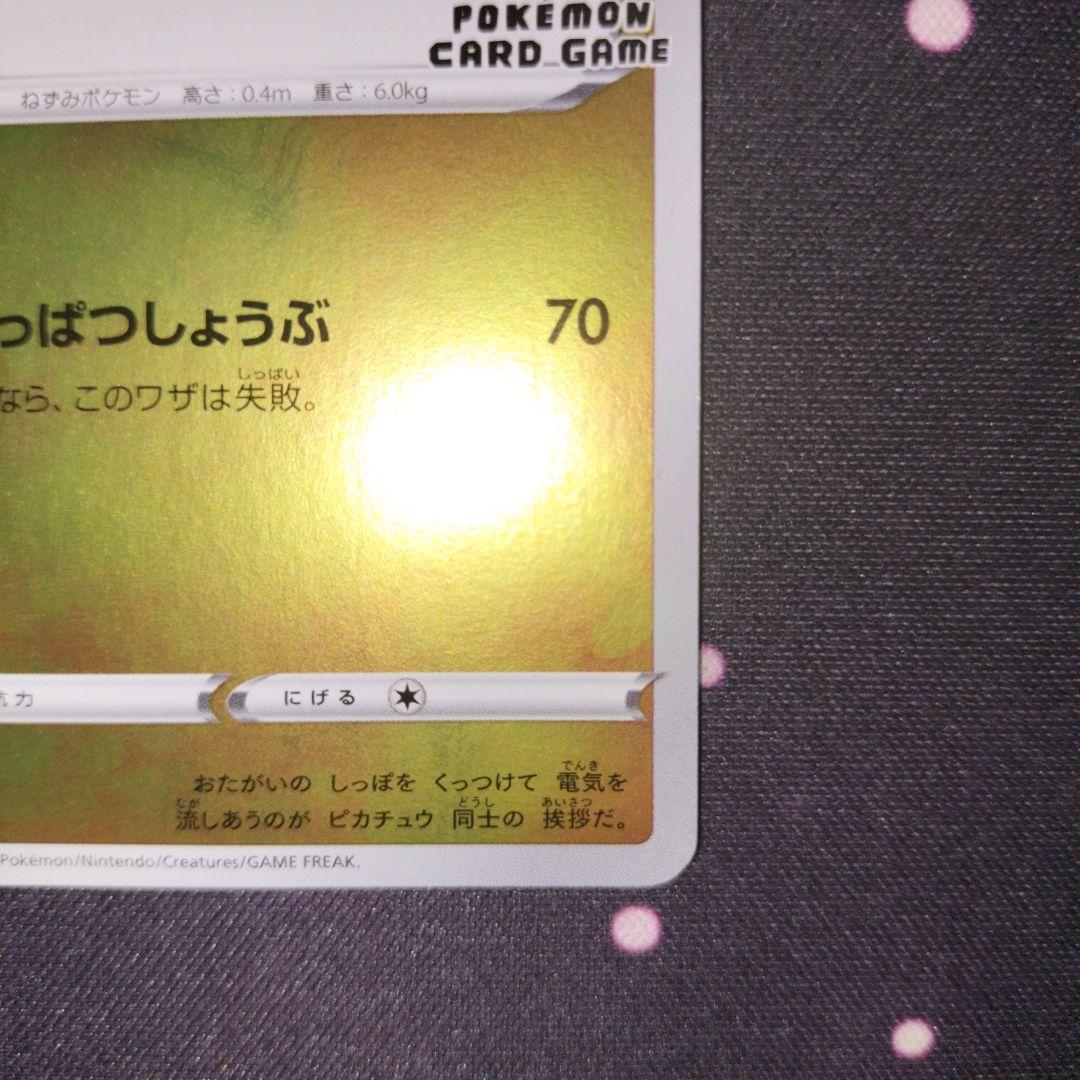 POKÉMON
CARD GAME
ねずみポケモン 高さ：0.4m 重さ：6.0kg
っぱつしょうぶ 70
なら、このワザは失敗。
しっぱい
抗力 にげる
おたがいの しっぽを くっつけて 電気を
でんき
流しあうのが ピカチュウ 同士の 挨拶だ。
なが どうし あいさつ
Pokémon/Nintendo/Creatures/GAME FREAK.